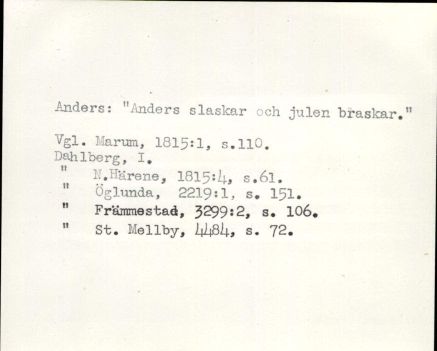 Anders: "Anders slaskar och julen braskar."
Vgl. Marum, 1815:1, s.110.
Dahlberg, I.
" N.Härene, 1815:4, s.61.
" Öglunda, 2219:1, s. 151.
" Främmestad, 3299:2, s. 106.
" St. Mellby, 4484, s. 72.